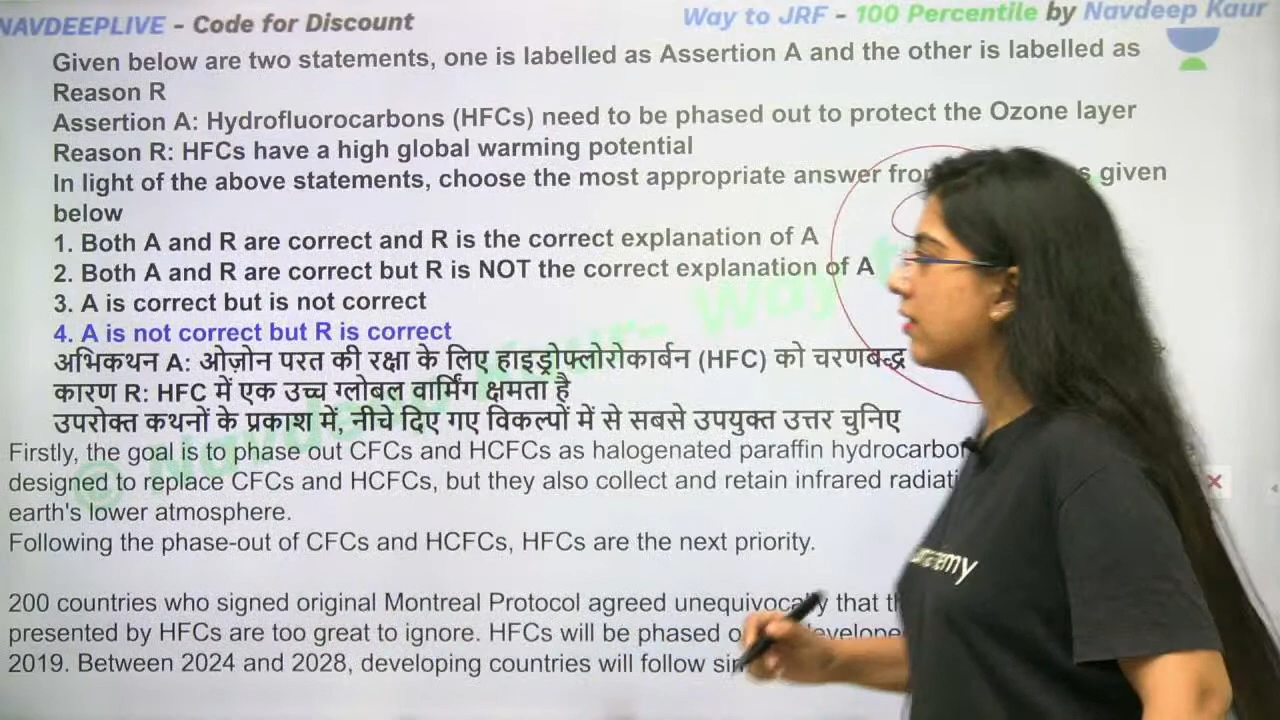 NAVDEEPLIVE - Code for Discount
Way to JRF - 100 Percentile by Navdeep Kaur
Given below are two statements, one is labelled as Assertion A and the other is labelled as
Reason R
Assertion A: Hydrofluorocarbons (HFCs) need to be phased out to protect the Ozone layer
Reason R: HFCs have a high global warming potential
In light of the above statements, choose the most appropriate answer given
below
1. Both A and R are correct and R is the correct explanation of A
2. Both A and R are correct but R is NOT the correct explanation of A
3. A is correct but is not correct
4. A is not correct but R is correct
अभिकथन A: ओज़ोन परत की रक्षा के लिए हाइड्रोफ्लोरोकार्बन (HFC) को चरणबद्ध
कारण R: HFC में एक उच्च ग्लोबल वार्मिंग क्षमता है
उपरोक्त कथनों के प्रकाश में, नीचे दिए गए विकल्पों में से सबसे उपयुक्त उत्तर चुनिए
Firstly, the goal is to phase out CFCs and HCFCs as halogenated paraffin
designed to replace CFCs and HCFCs, but they also collect and retain infrared
earth's lower atmosphere.
Following the phase-out of CFCs and HCFCs, HFCs are the next priority.
200 countries who signed original Montreal Protocol agreed unequivocally that
presented by HFCs are too great to ignore. HFCs will be phased
2019. Between 2024 and 2028, developing countries will follow